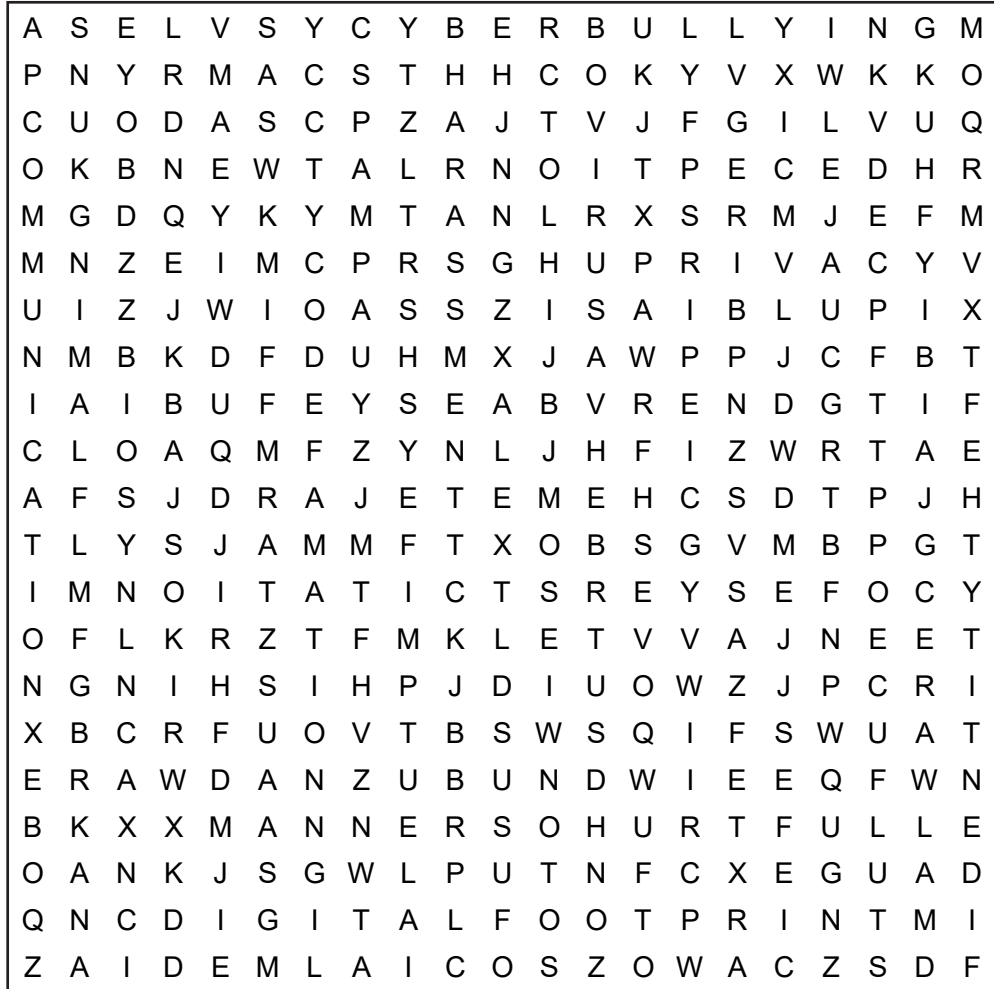 A S E L V S Y C Y B E R B U L L Y I N G M
P N Y R M A C S T H H C O K Y V X W K K O
C U O D A S C P Z A J T V J F G I L V U Q
O K B N E W T A L R N O I T P E C E D H R
M G D Q Y K Y M T A N L R X S R M J E F M
M N Z E I M C P R S G H U P R I V A C Y V
U I Z J W I O A S S Z I S A I B L U P I X
N M B K D F D U H M X J A W P P J C F B T
I A I B U F E Y S E A B V R E N D G T I F
C L O A Q M F Z Y N L J H F I Z W R T A E
A F S J D R A J E T E M E H C S D T P J H
T L Y S J A M M F T X O B S G V M B P G T
I M N O I T A T I C T S R E Y S E F O C Y
O F L K R Z T F M K L E T V V A J N E E T
N G N I H S I H P J D I U O W Z J P C R I
X B C R F U O V T B S W S Q I F S W U A T
E R A W D A N Z U B U N D W I E E Q F W N
B K X X M A N N E R S O H U R T F U L L E
O A N K J S G W L P U T N F C X E G U A D
Q N C D I G I T A L F O O T P R I N T M I
Z A I D E M L A I C O S Z O W A C Z S D F